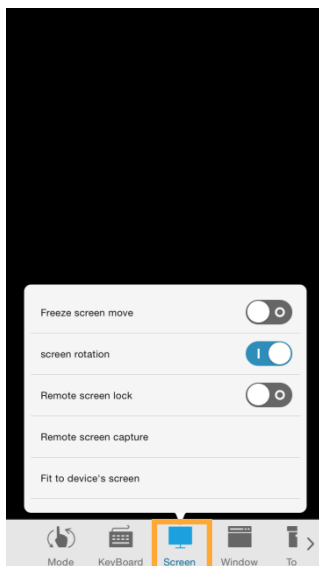 Freeze screen move
screen rotation
Remote screen lock
Remote screen capture
Fit to device's screen
Mode KeyBoard Screen Window To